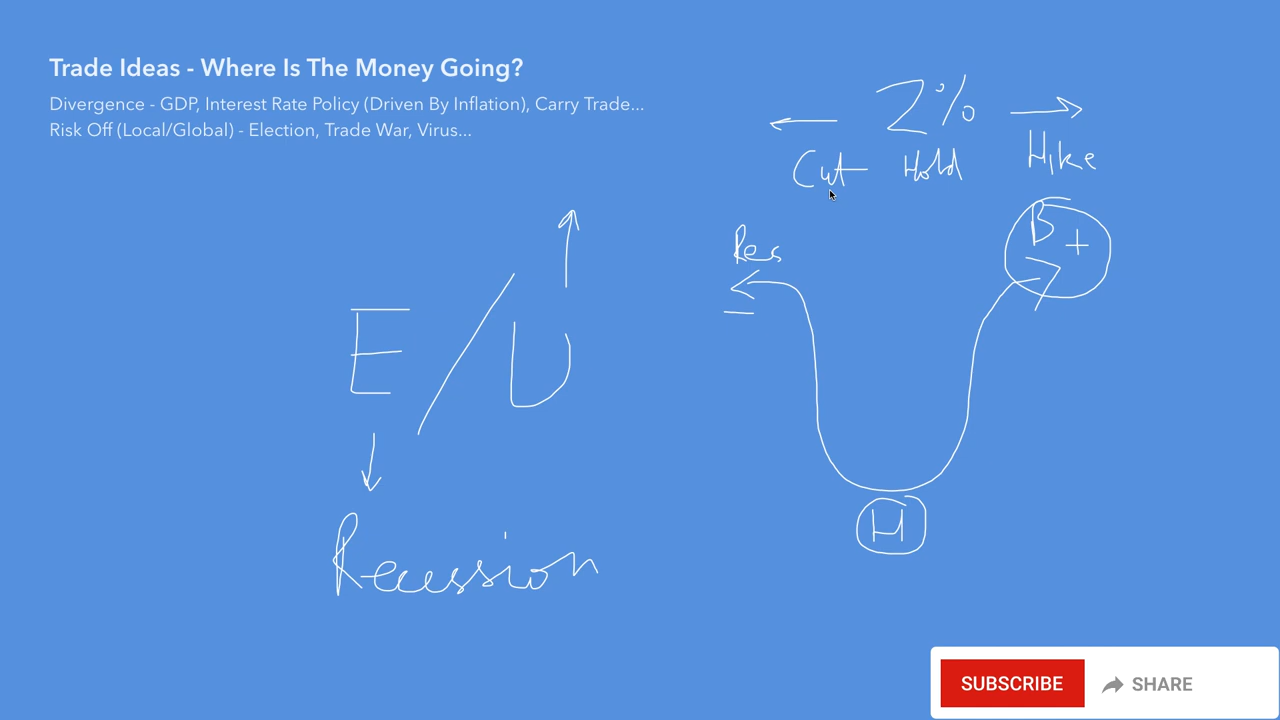 Trade Ideas - Where Is The Money Going?
Divergence - GDP, Interest Rate Policy (Driven By Inflation), Carry Trade...
Risk Off (Local/Global) - Election, Trade War, Virus...
2%
Cut Hold Hike
Res
B +
E/U
H
Recession
SUBSCRIBE
SHARE